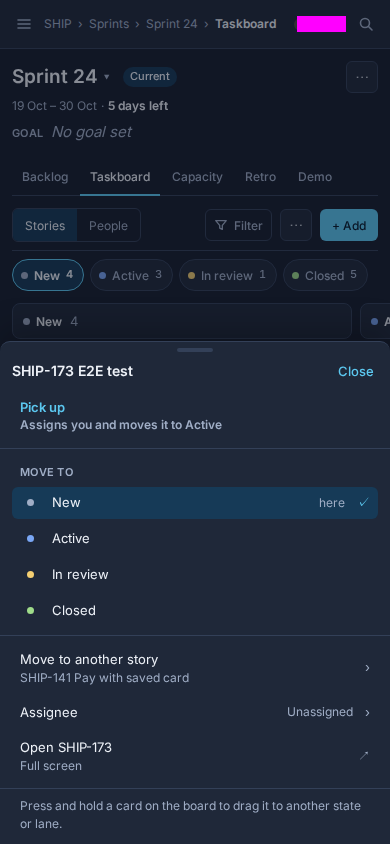 SHIP › Sprints › Sprint 24 › Taskboard
Sprint 24 ▾ Current ···
19 Oct – 30 Oct · 5 days left
GOAL No goal set
Backlog Taskboard Capacity Retro Demo
Stories People Filter ··· + Add
New 4 Active 3 In review 1 Closed 5
New 4 A
SHIP-173 E2E test Close
Pick up
Assigns you and moves it to Active
MOVE TO
New here ✓
Active
In review
Closed
Move to another story ›
SHIP-141 Pay with saved card
Assignee Unassigned ›
Open SHIP-173 ↗
Full screen
Press and hold a card on the board to drag it to another state
or lane.